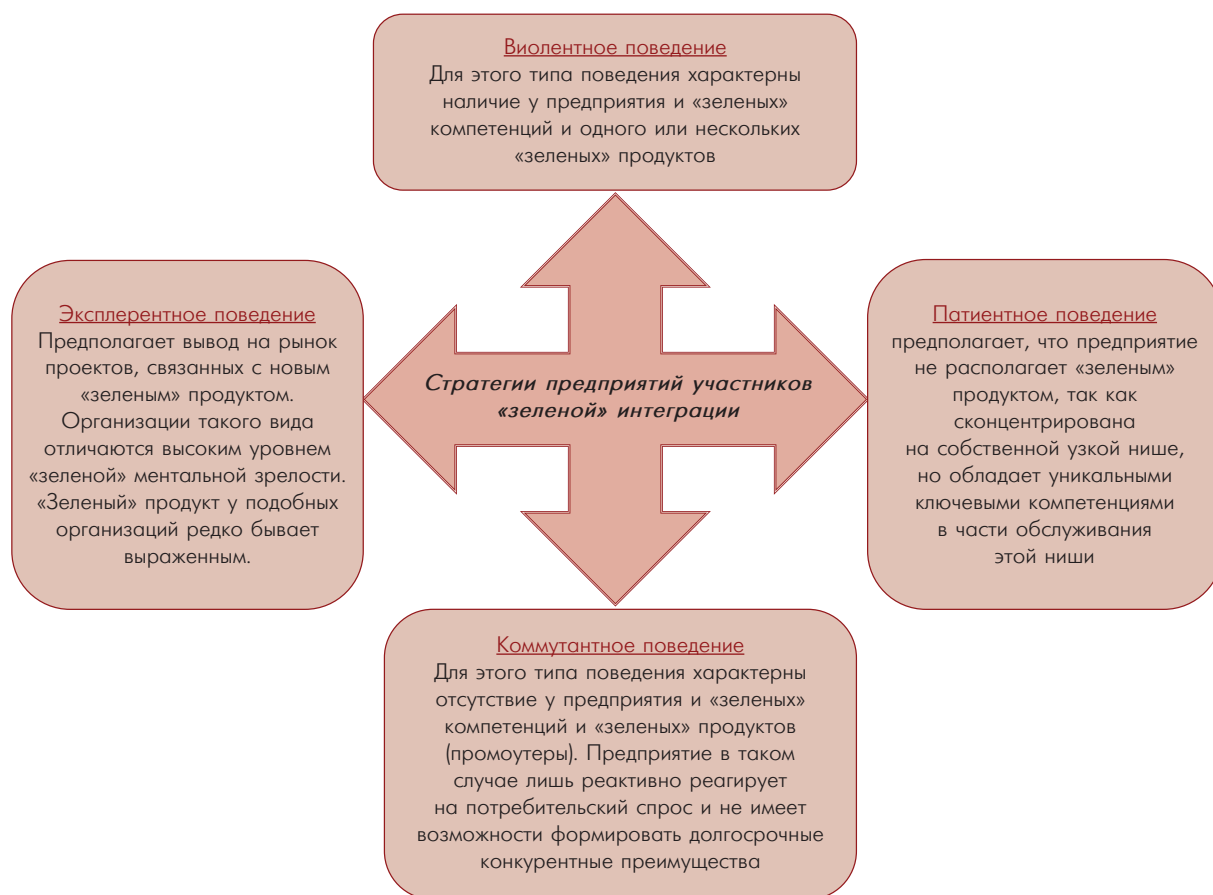 Виолентное поведение
Для этого типа поведения характерны
наличие у предприятия и «зеленых»
компетенций и одного или нескольких
«зеленых» продуктов
Эксплерентное поведение
Предполагает вывод на рынок
проектов, связанных с новым
«зеленым» продуктом.
Организации такого вида
отличаются высоким уровнем
«зеленой» ментальной зрелости.
«Зеленый» продукт у подобных
организаций редко бывает
выраженным.
Стратегии предприятий участников
«зеленой» интеграции
Патиентное поведение
предполагает, что предприятие
не располагает «зеленым»
продуктом, так как
сконцентрирована
на собственной узкой нише,
но обладает уникальными
ключевыми компетенциями
в части обслуживания
этой ниши
Коммутантное поведение
Для этого типа поведения характерны
отсутствие у предприятия и «зеленых»
компетенций и «зеленых» продуктов
(промоутеры). Предприятие в таком
случае лишь реактивно реагирует
на потребительский спрос и не имеет
возможности формировать долгосрочные
конкурентные преимущества